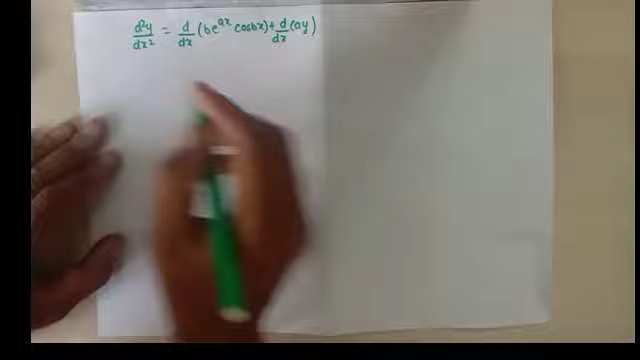 d²y/dx² = d/dx (be^{ax} cosbx) + d/dx (ay)